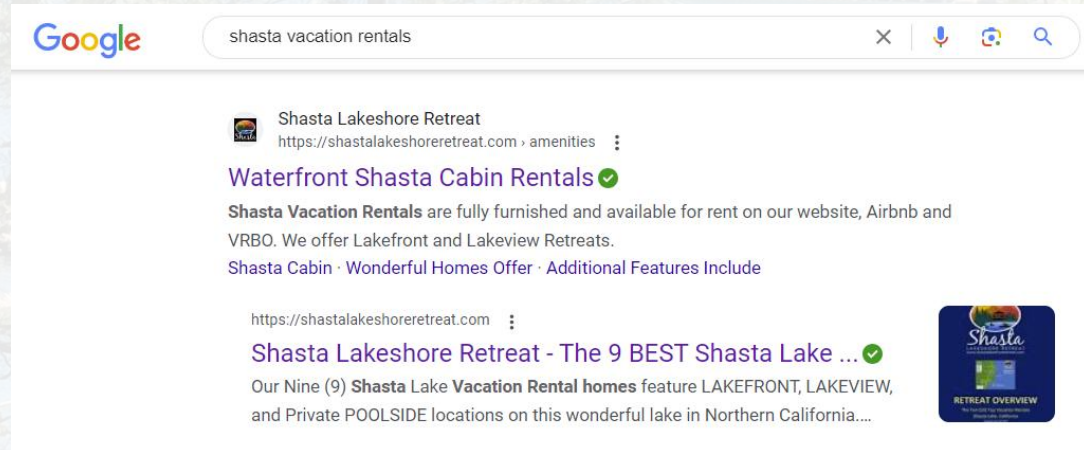 Google
shasta vacation rentals
Shasta Lakeshore Retreat
https://shastalakeshoreretreat.com › amenities
Waterfront Shasta Cabin Rentals
Shasta Vacation Rentals are fully furnished and available for rent on our website, Airbnb and
VRBO. We offer Lakefront and Lakeview Retreats.
Shasta Cabin · Wonderful Homes Offer · Additional Features Include
https://shastalakeshoreretreat.com
Shasta Lakeshore Retreat - The 9 BEST Shasta Lake ...
Our Nine (9) Shasta Lake Vacation Rental homes feature LAKEFRONT, LAKEVIEW,
and Private POOLSIDE locations on this wonderful lake in Northern California....
Shasta
RETREAT OVERVIEW